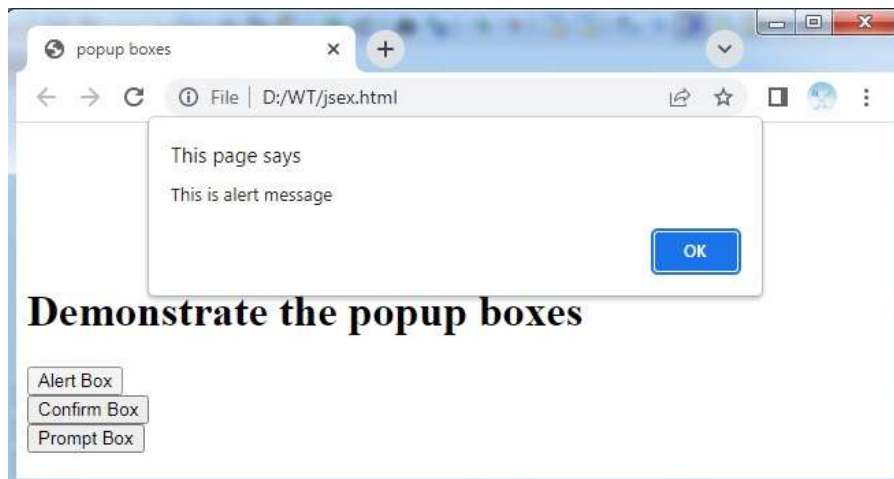 popup boxes
File | D:/WT/jsex.html
This page says
This is alert message
OK
Demonstrate the popup boxes
Alert Box
Confirm Box
Prompt Box